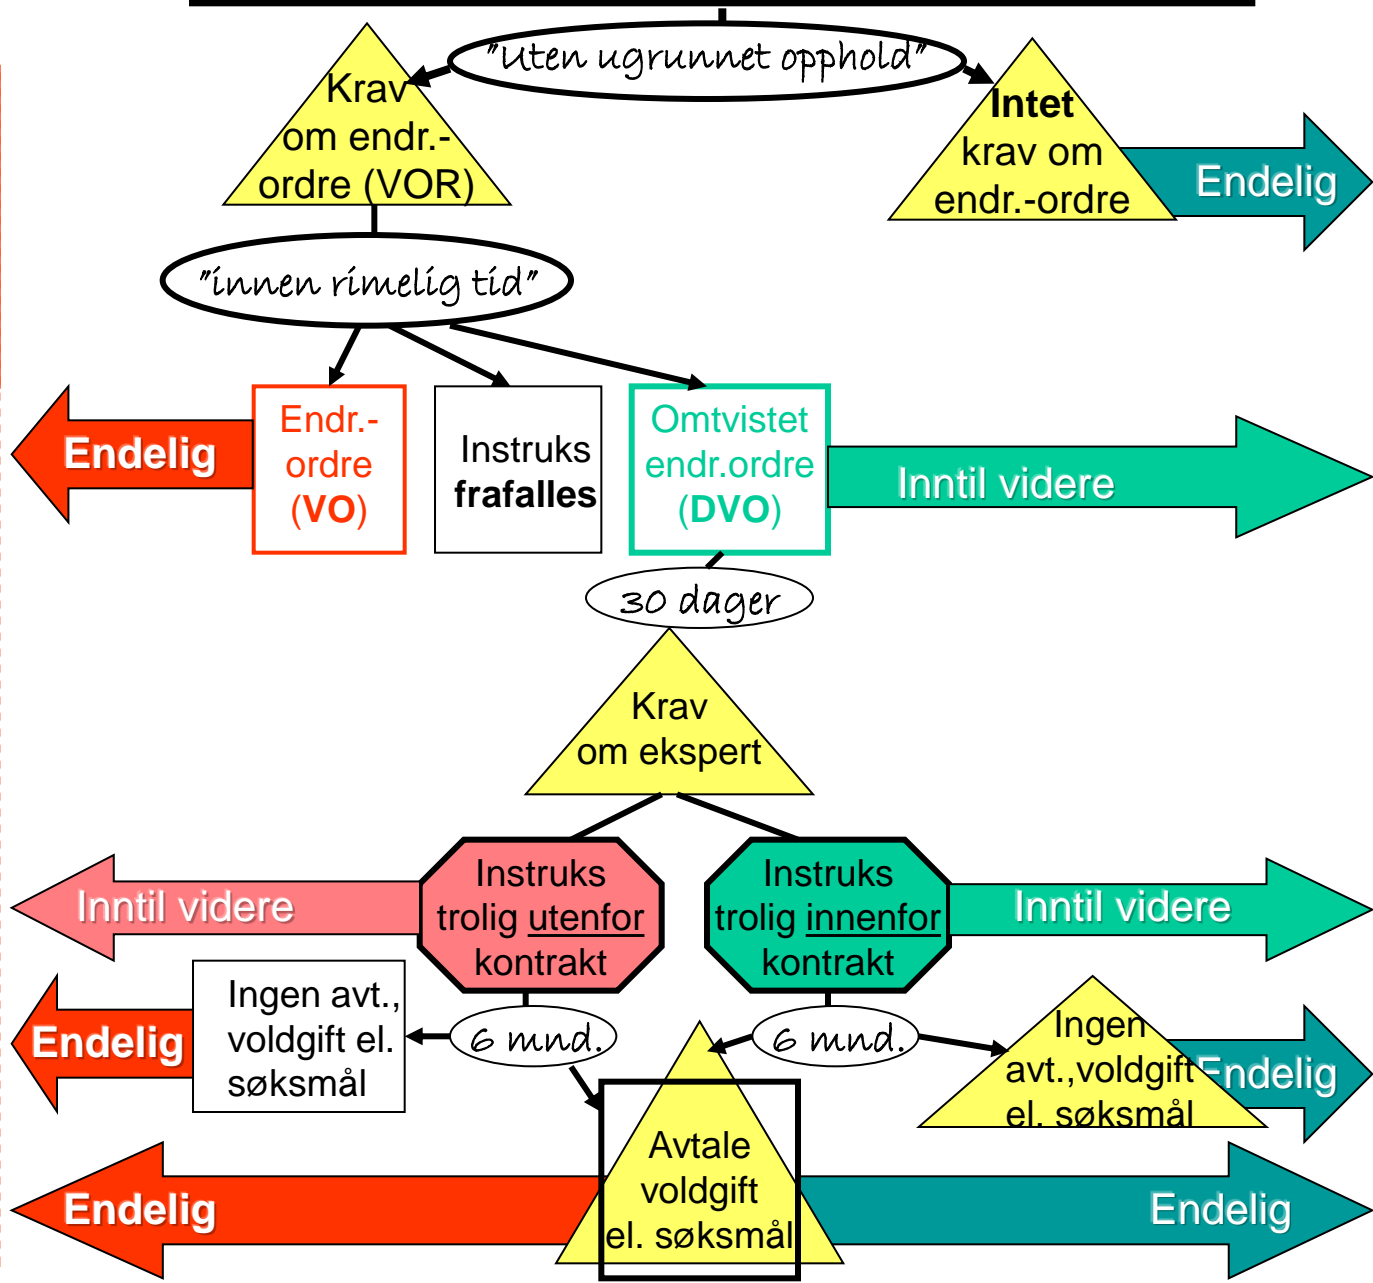 "Uten ugrunnet opphold"
Krav
om endr.-
ordre (VOR)
Intet
krav om
endr.-ordre
Endelig
"innen rimelig tid"
Endelig
Endr.-
ordre
(VO)
Instruks
frafalles
Omtvistet
endr.ordre
(DVO)
Inntil videre
30 dager
Krav
om ekspert
Inntil videre
Instruks
trolig utenfor
kontrakt
Instruks
trolig innenfor
kontrakt
Inntil videre
Endelig
Ingen avt.,
voldgift el.
søksmål
6 mnd.
6 mnd.
Ingen
avt.,voldgift
el. søksmål
Endelig
Endelig
Avtale
voldgift
el. søksmål
Endelig